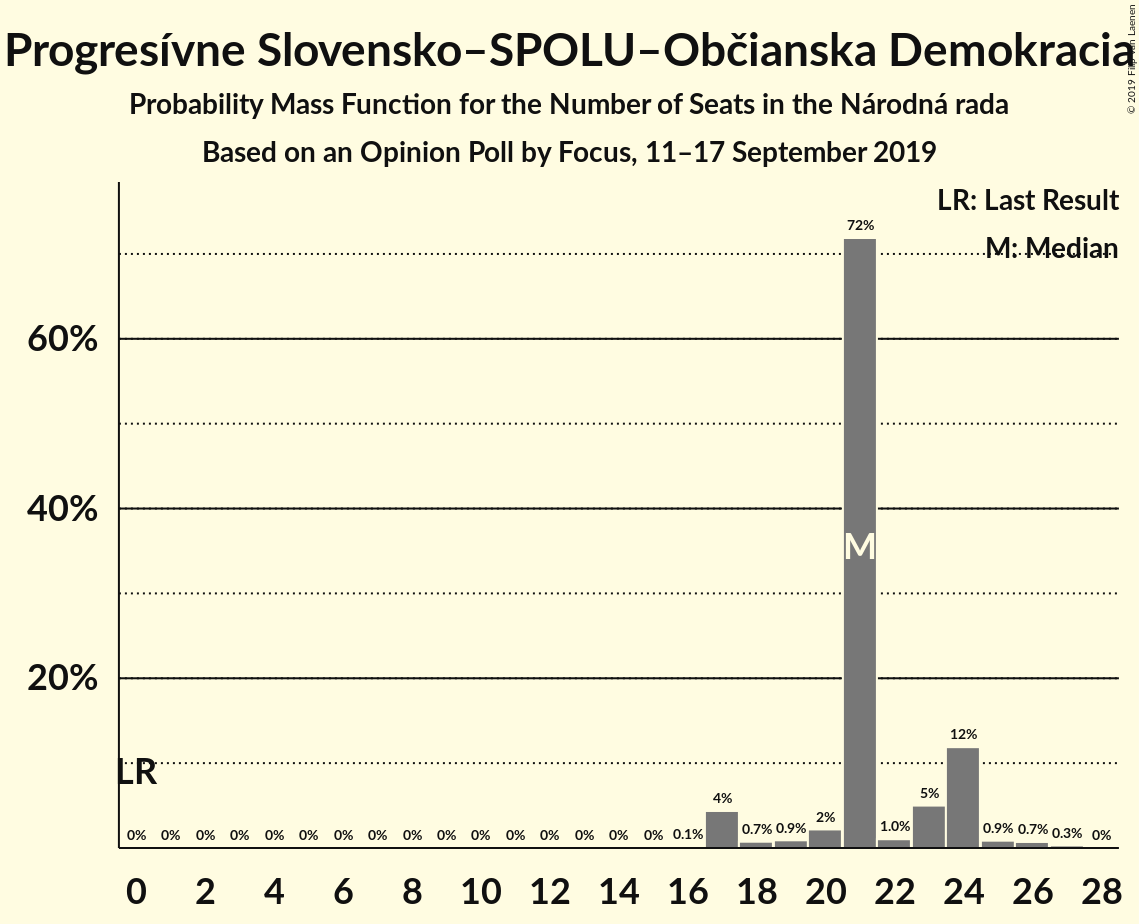 Progresívne Slovensko–SPOLU–Občianska Demokracia
Probability Mass Function for the Number of Seats in the Národná rada
Based on an Opinion Poll by Focus, 11–17 September 2019
© 2019 Filip van Laenen
LR: Last Result
M: Median
60%
40%
20%
72%
M
LR
0% 0% 0% 0% 0% 0% 0% 0% 0% 0% 0% 0% 0% 0% 0% 0% 0.1% 4% 0.7% 0.9% 2% 1.0% 5% 12% 0.9% 0.7% 0.3% 0%
0 2 4 6 8 10 12 14 16 18 20 22 24 26 28